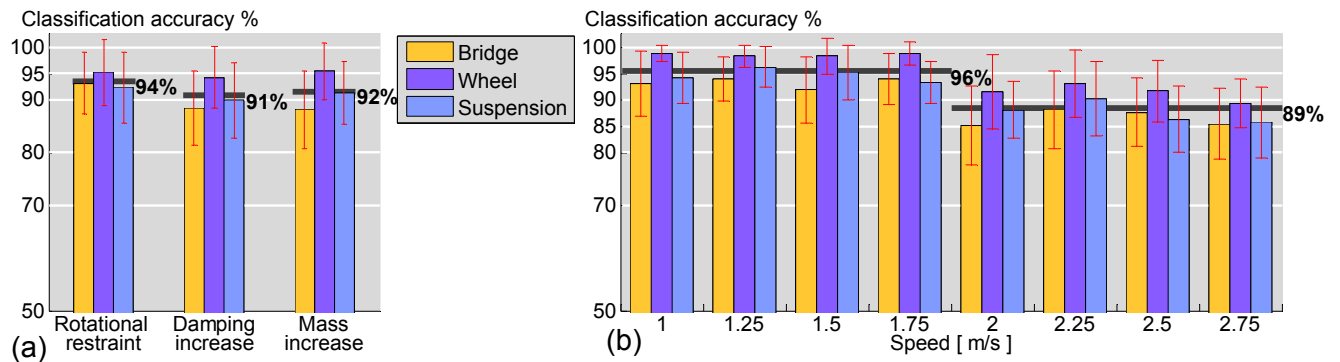 Classification accuracy %
100
95
90
80
70
50
94%
91%
92%
Rotational restraint
Damping increase
Mass increase
(a)
Bridge
Wheel
Suspension
Classification accuracy %
100
95
90
85
80
70
50
96%
89%
1 1.25 1.5 1.75 2 2.25 2.5 2.75
Speed [ m/s ]
(b)